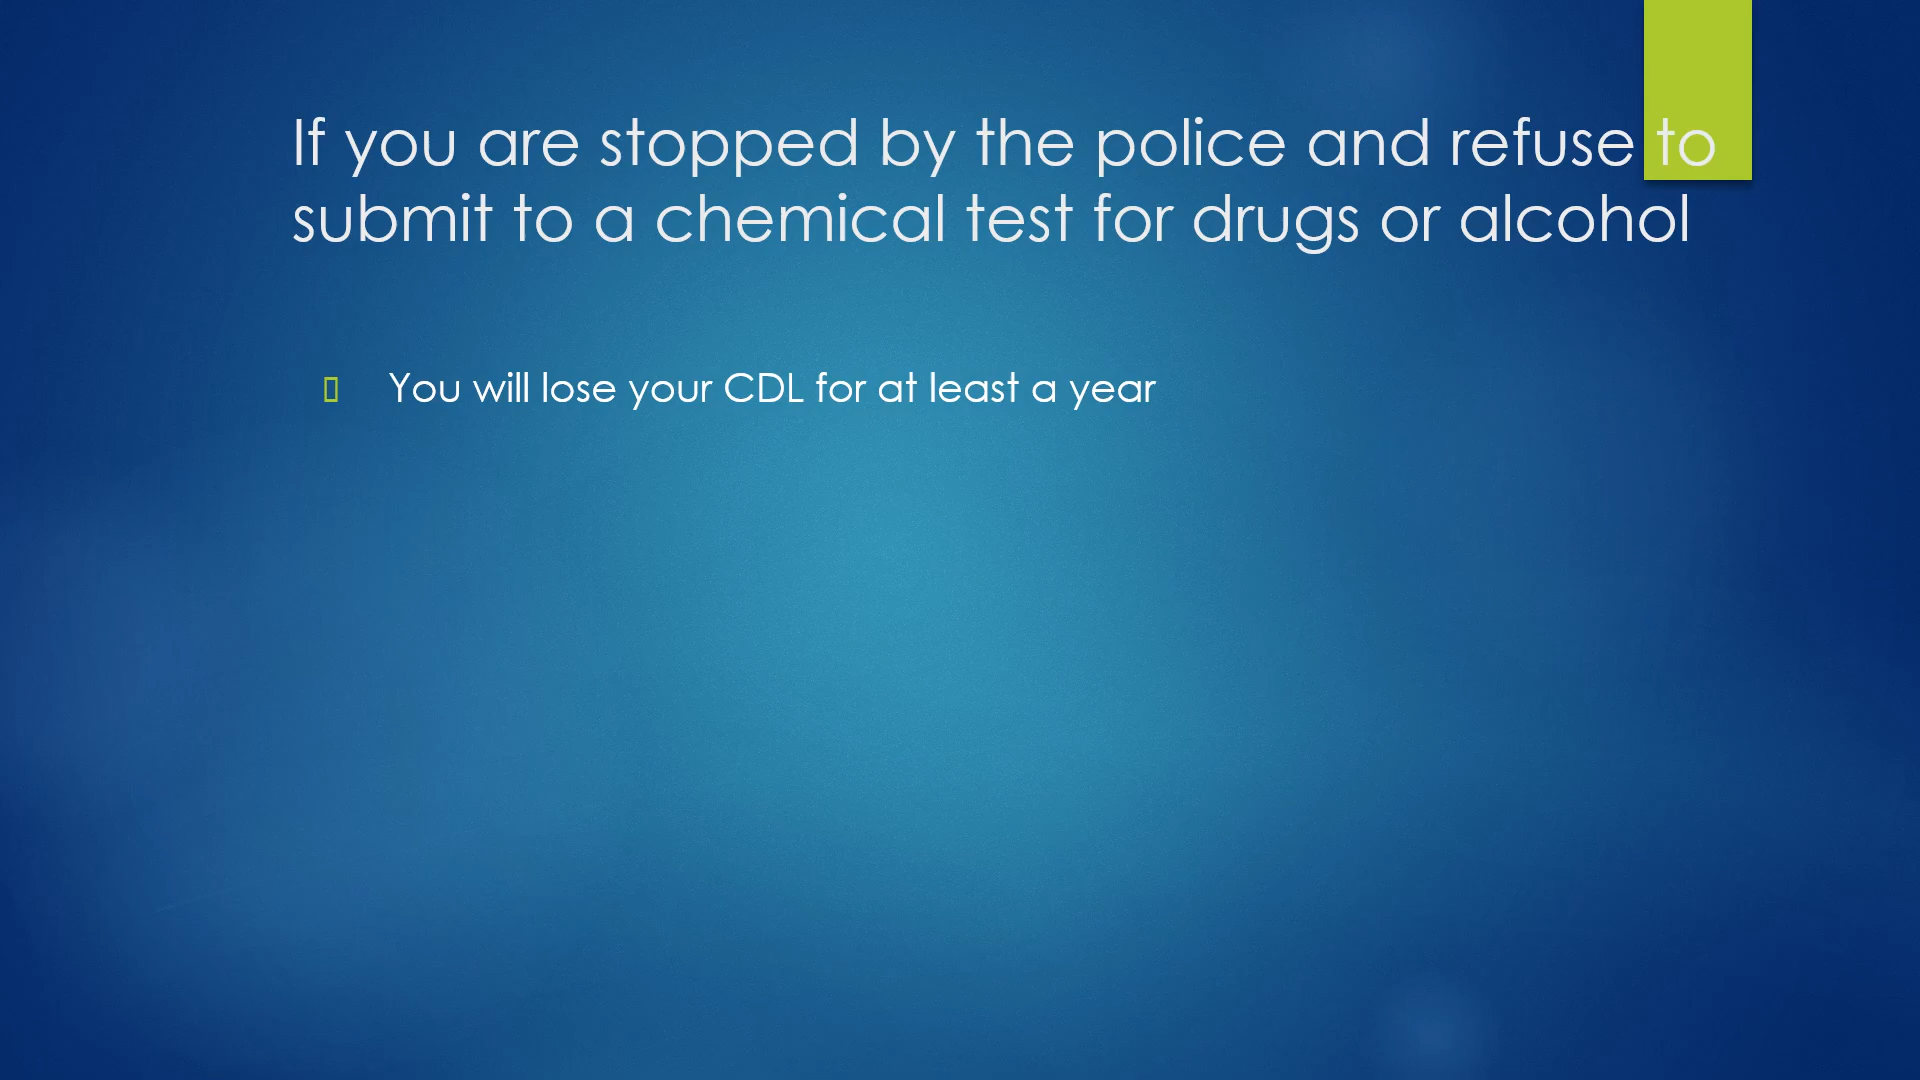 If you are stopped by the police and refuse to
submit to a chemical test for drugs or alcohol
You will lose your CDL for at least a year